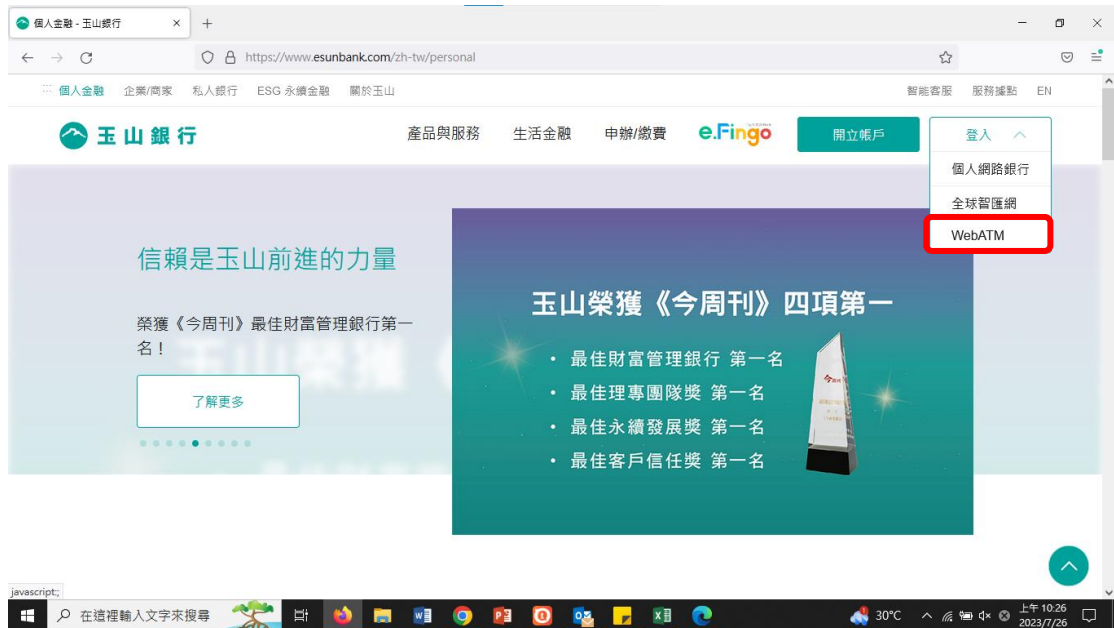 個人金融 - 玉山銀行
https://www.esunbank.com/zh-tw/personal
個人金融 企業/商家 私人銀行 ESG 永續金融 關於玉山 智能客服 服務據點 EN
玉山銀行 產品與服務 生活金融 申辦/繳費 e.Fingo 開立帳戶 登入
個人網路銀行
全球智匯網
WebATM
信賴是玉山前進的力量
榮獲《今周刊》最佳財富管理銀行第一
名！
了解更多
玉山榮獲《今周刊》四項第一
• 最佳財富管理銀行 第一名
• 最佳理專團隊獎 第一名
• 最佳永續發展獎 第一名
• 最佳客戶信任獎 第一名
javascript:;
在這裡輸入文字來搜尋
30°C
上午 10:26
2023/7/26